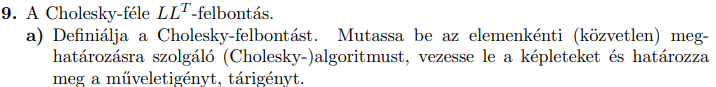 9. A Cholesky-féle LLᵀ-felbontás.
a) Definiálja a Cholesky-felbontást. Mutassa be az elemenkénti (közvetlen) meg-
határozásra szolgáló (Cholesky-)algoritmust, vezesse le a képleteket és határozza
meg a műveletigényt, tárigényt.